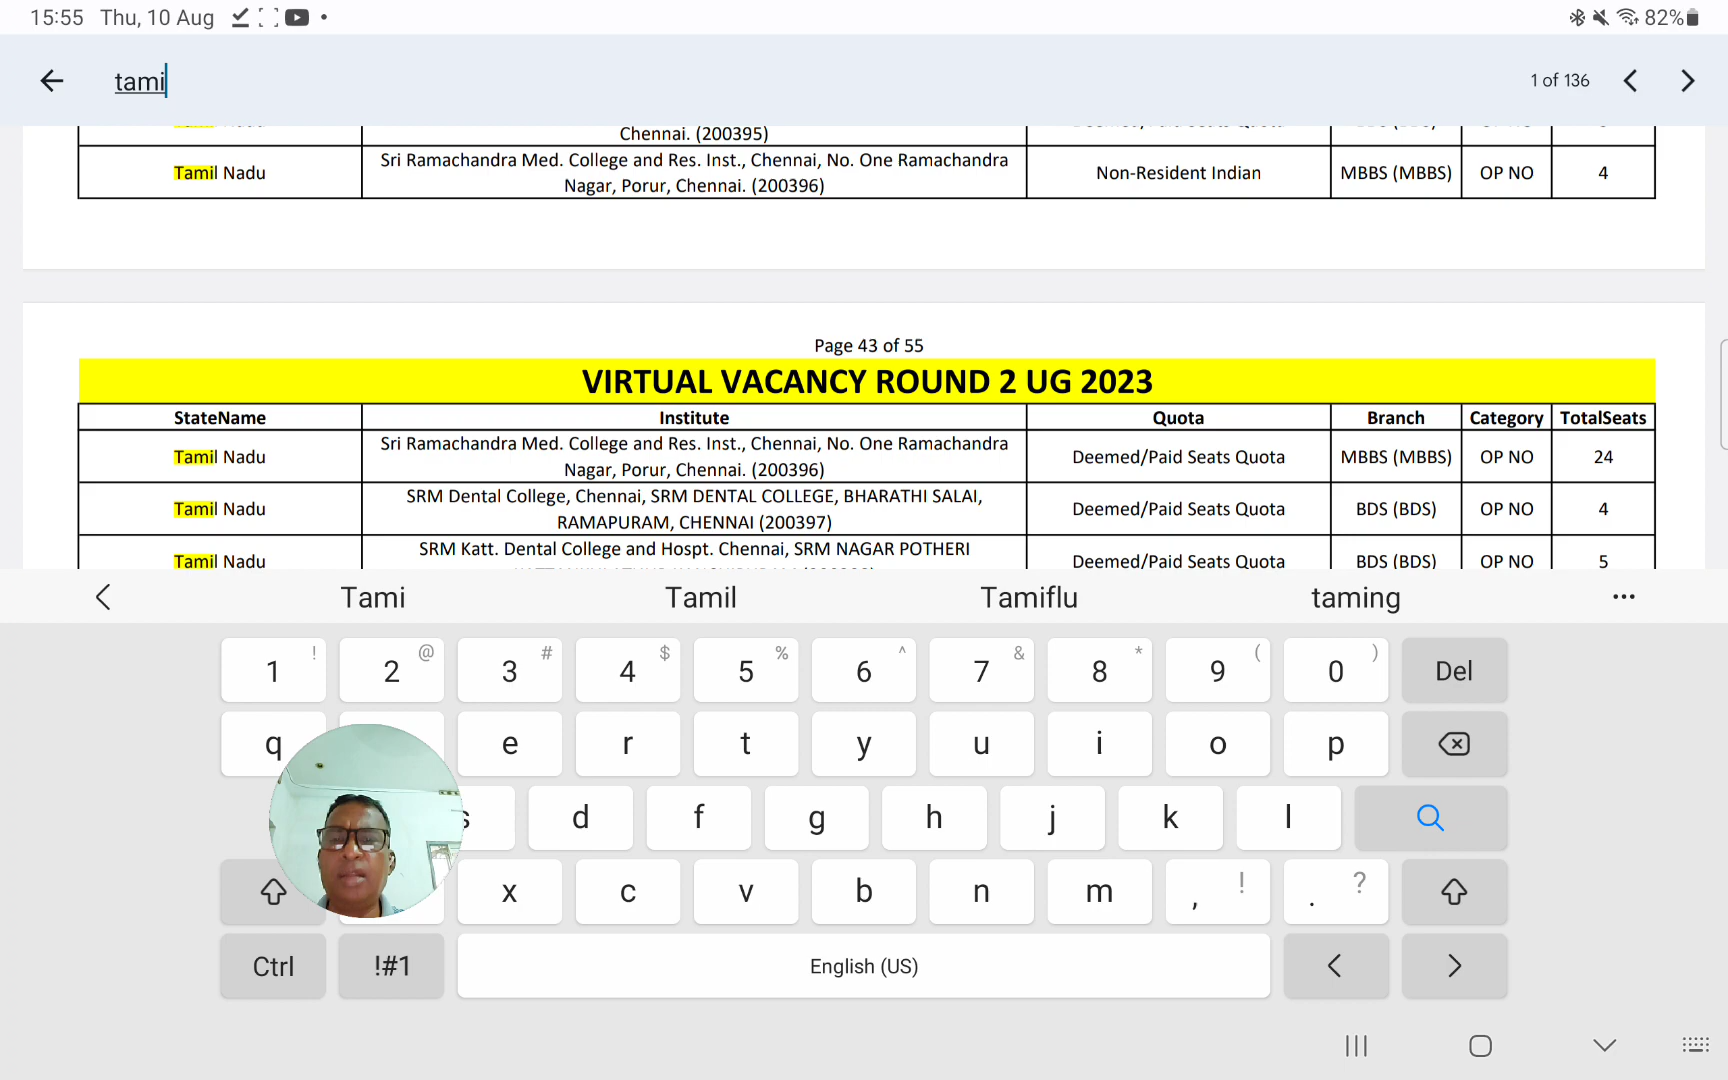 15:55 Thu, 10 Aug
82%
tami
1 of 136
Chennai. (200395)
Tamil Nadu
Sri Ramachandra Med. College and Res. Inst., Chennai, No. One Ramachandra
Nagar, Porur, Chennai. (200396)
Non-Resident Indian
MBBS (MBBS)
OP NO
4
Page 43 of 55
VIRTUAL VACANCY ROUND 2 UG 2023
StateName Institute Quota Branch Category TotalSeats
Tamil Nadu
Sri Ramachandra Med. College and Res. Inst., Chennai, No. One Ramachandra
Nagar, Porur, Chennai. (200396)
Deemed/Paid Seats Quota
MBBS (MBBS)
OP NO
24
Tamil Nadu
SRM Dental College, Chennai, SRM DENTAL COLLEGE, BHARATHI SALAI,
RAMAPURAM, CHENNAI (200397)
Deemed/Paid Seats Quota
BDS (BDS)
OP NO
4
Tamil Nadu
SRM Katt. Dental College and Hospt. Chennai, SRM NAGAR POTHERI
Deemed/Paid Seats Quota
BDS (BDS)
OP NO
5
Tami Tamil Tamiflu taming
1 ! 2 @ 3 # 4 $ 5 % 6 ^ 7 & 8 * 9 ( 0 ) Del
q e r t y u i o p
s d f g h j k l
x c v b n m , ! . ?
Ctrl !#1 English (US) < >